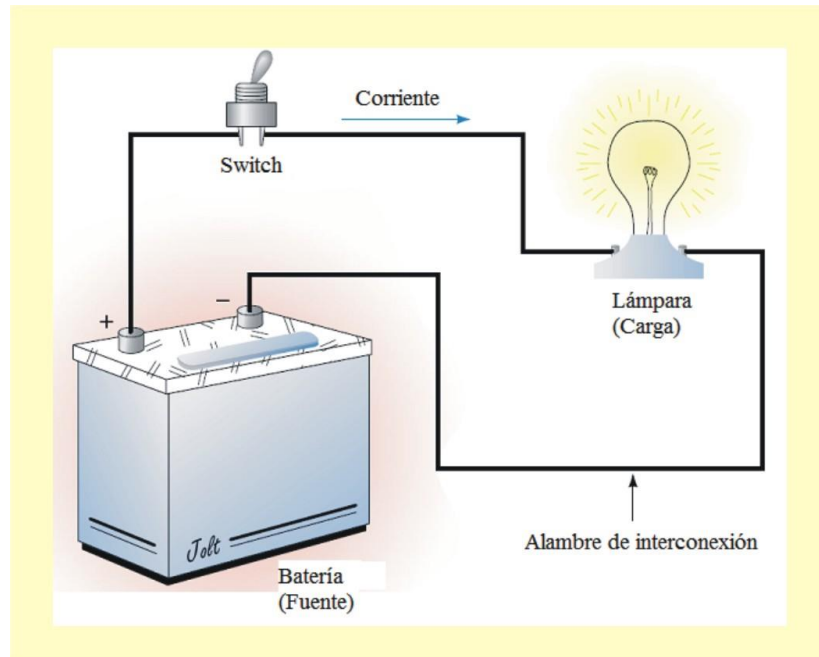 Corriente
Switch
Lámpara
(Carga)
+
−
Jolt
Alambre de interconexión
Batería
(Fuente)